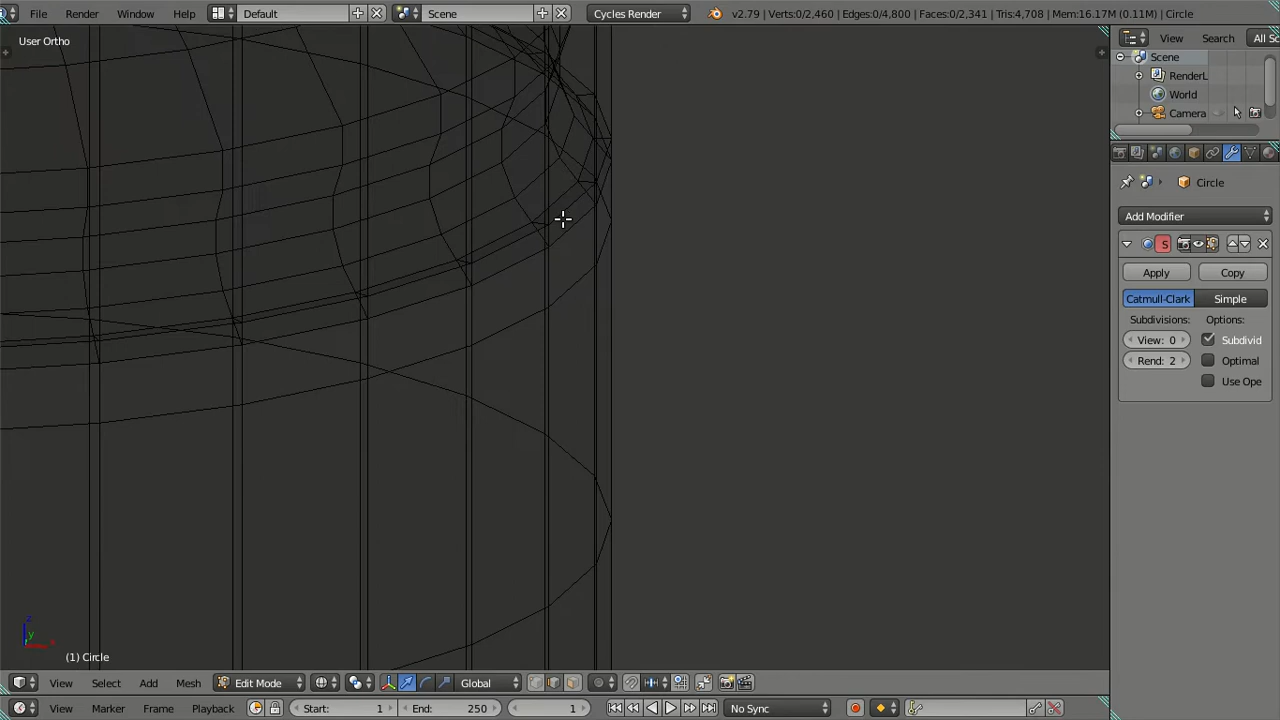 File Render Window Help Default Scene Cycles Render v2.79 | Verts:0/2,460 | Edges:0/4,800 | Faces:0/2,341 | Tris:4,708 | Mem:16.17M (0.11M) | Circle
User Ortho
View Search All Sc
Scene
RenderL
World
Camera
Circle
Add Modifier
S
Apply Copy
Catmull-Clark Simple
Subdivisions: Options:
View: 0 Subdivid
Rend: 2 Optimal
Use Ope
z
y
x
(1) Circle
View Select Add Mesh Edit Mode Global
View Marker Frame Playback Start: 1 End: 250 1 No Sync